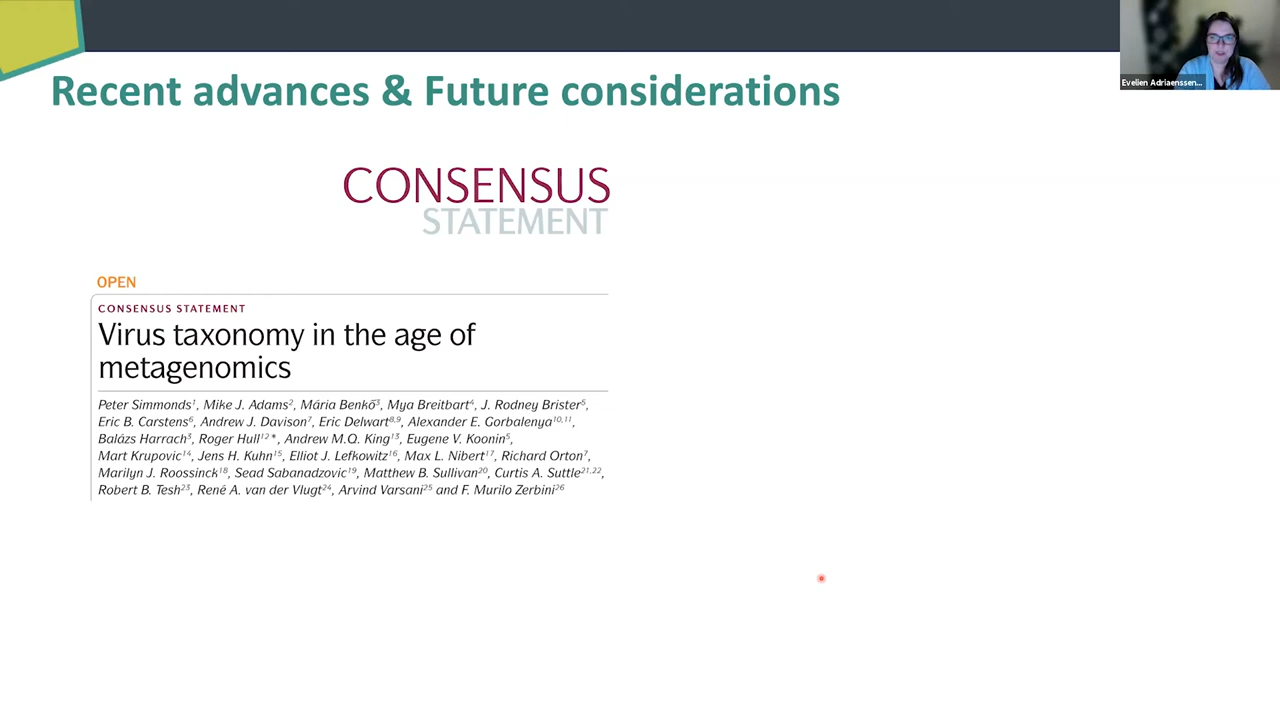 Evelien Adriaenssen...
Recent advances & Future considerations
CONSENSUS
STATEMENT
OPEN
CONSENSUS STATEMENT
Virus taxonomy in the age of
metagenomics
Peter Simmonds¹, Mike J. Adams², Mária Benkő³, Mya Breitbart⁴, J. Rodney Brister⁵,
Eric B. Carstens⁶, Andrew J. Davison⁷, Eric Delwart⁸,⁹, Alexander E. Gorbalenya¹⁰,¹¹,
Balázs Harrach³, Roger Hull¹²*, Andrew M.Q. King¹³, Eugene V. Koonin⁵,
Mart Krupovic¹⁴, Jens H. Kuhn¹⁵, Elliot J. Lefkowitz¹⁶, Max L. Nibert¹⁷, Richard Orton⁷,
Marilyn J. Roossinck¹⁸, Sead Sabanadzovic¹⁹, Matthew B. Sullivan²⁰, Curtis A. Suttle²¹,²²,
Robert B. Tesh²³, René A. van der Vlugt²⁴, Arvind Varsani²⁵ and F. Murilo Zerbini²⁶